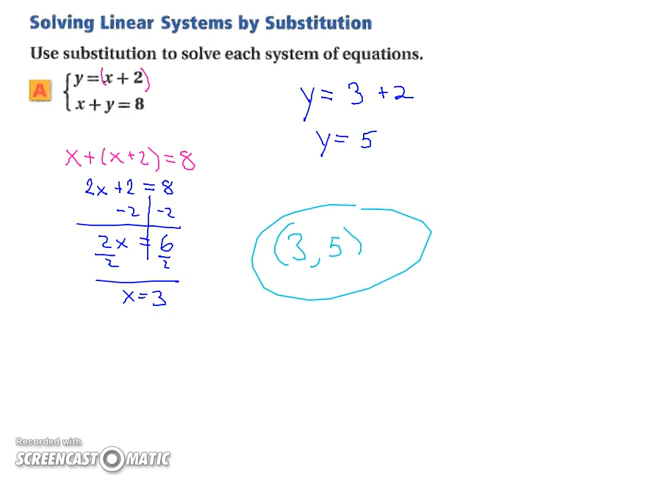 Solving Linear Systems by Substitution
Use substitution to solve each system of equations.
A
y = (x + 2)
x + y = 8
y = 3 + 2
y = 5
x + (x + 2) = 8
2x + 2 = 8
-2 -2
2x = 6
2 2
x = 3
(3, 5)
Recorded with
SCREENCAST O MATIC